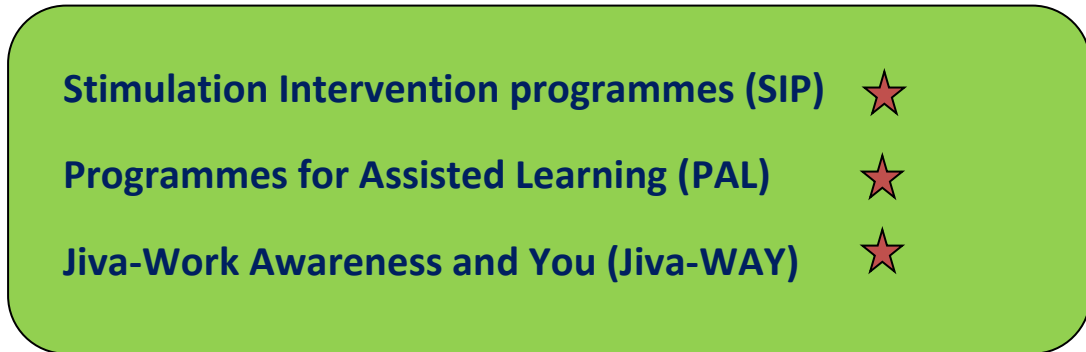 Stimulation Intervention programmes (SIP)
Programmes for Assisted Learning (PAL)
Jiva-Work Awareness and You (Jiva-WAY)